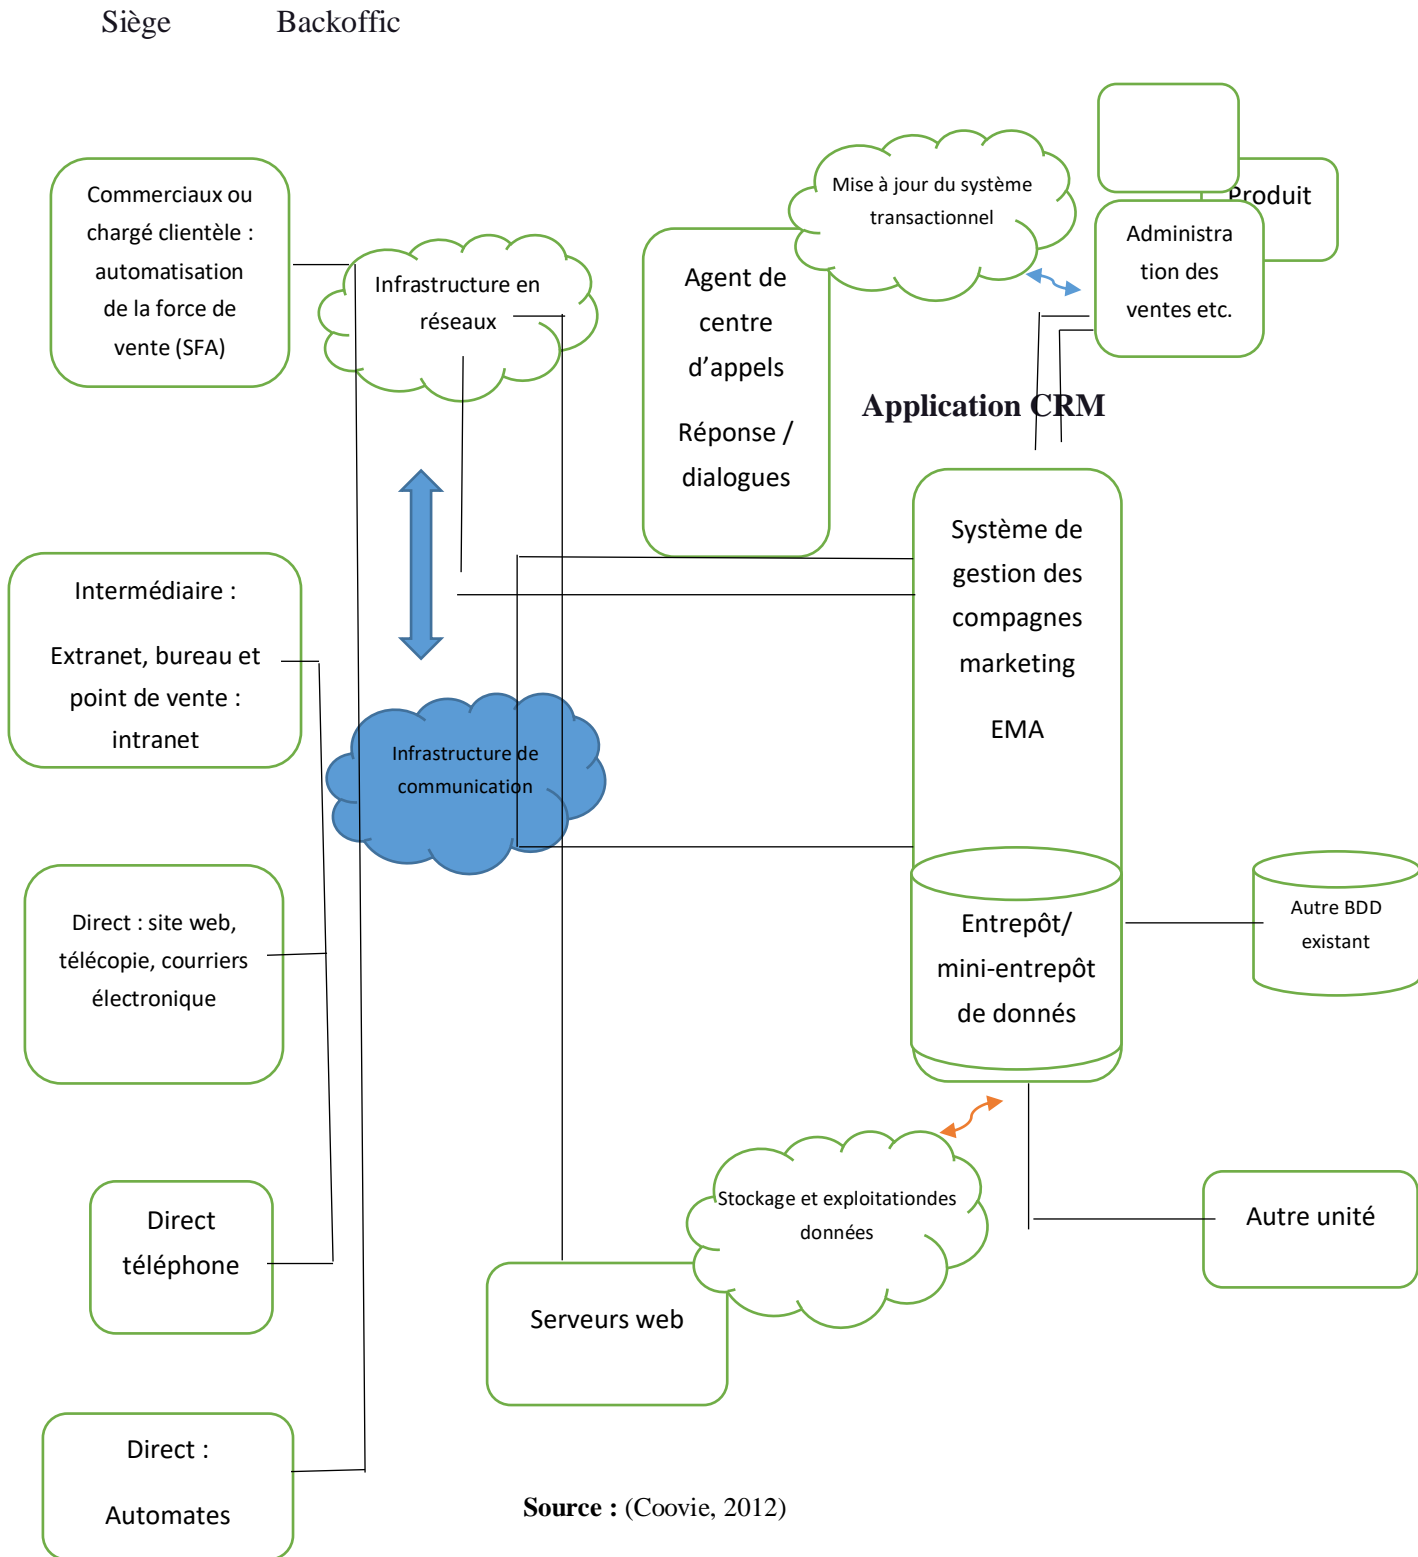 Siège Backoffic
Commerciaux ou
chargé clientèle :
automatisation
de la force de
vente (SFA)
Infrastructure en
réseaux
Agent de
centre
d’appels
Réponse /
dialogues
Mise à jour du système
transactionnel
Produit
Administra
tion des
ventes etc.
Application CRM
Intermédiaire :
Extranet, bureau et
point de vente :
intranet
Infrastructure de
communication
Système de
gestion des
compagnes
marketing
EMA
Direct : site web,
télécopie, courriers
électronique
Entrepôt/
mini-entrepôt
de donnés
Autre BDD
existant
Direct
téléphone
Stockage et exploitationdes
données
Autre unité
Serveurs web
Direct :
Automates
Source : (Coovie, 2012)